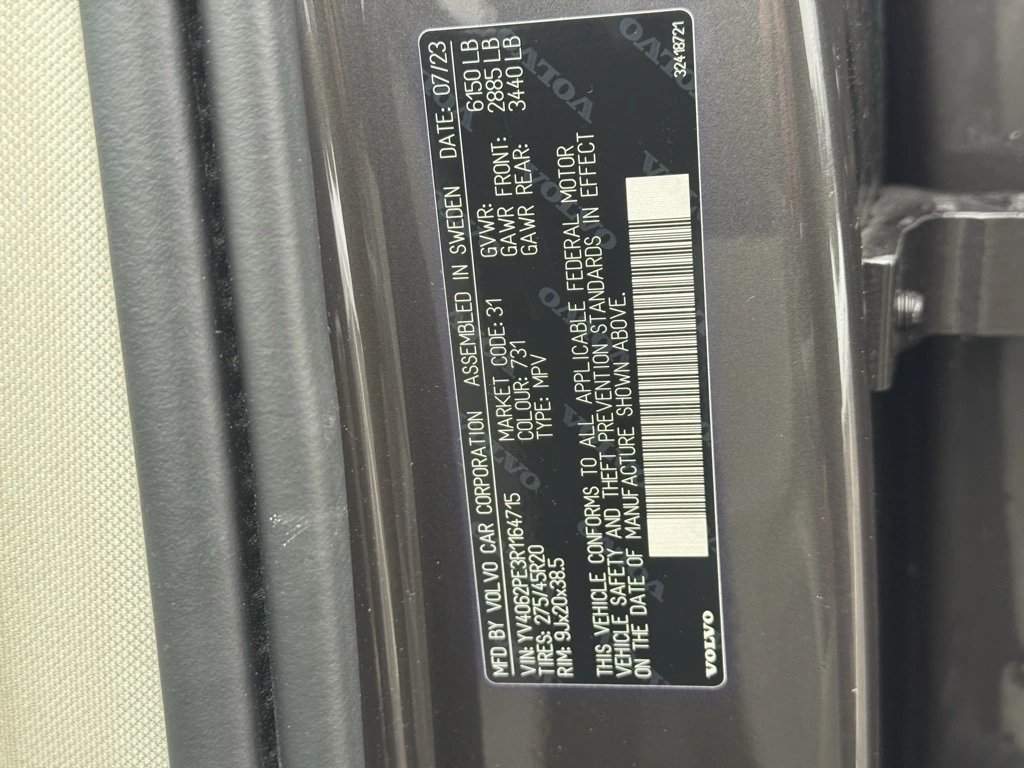 MFD BY VOLVO CAR CORPORATION ASSEMBLED IN SWEDEN DATE: 07/23
VIN: YV4062PE3R1164715 MARKET CODE: 31 GVWR: 6150 LB
TIRES: 275/45R20 COLOUR: /731 GAWR FRONT: 2885 LB
RIM: 9Jx20x38.5 TYPE: MPV GAWR REAR: 3440 LB
THIS VEHICLE CONFORMS TO ALL APPLICABLE FEDERAL MOTOR
VEHICLE SAFETY AND THEFT PREVENTION STANDARDS IN EFFECT
ON THE DATE OF MANUFACTURE SHOWN ABOVE.
VOLVO 32418721